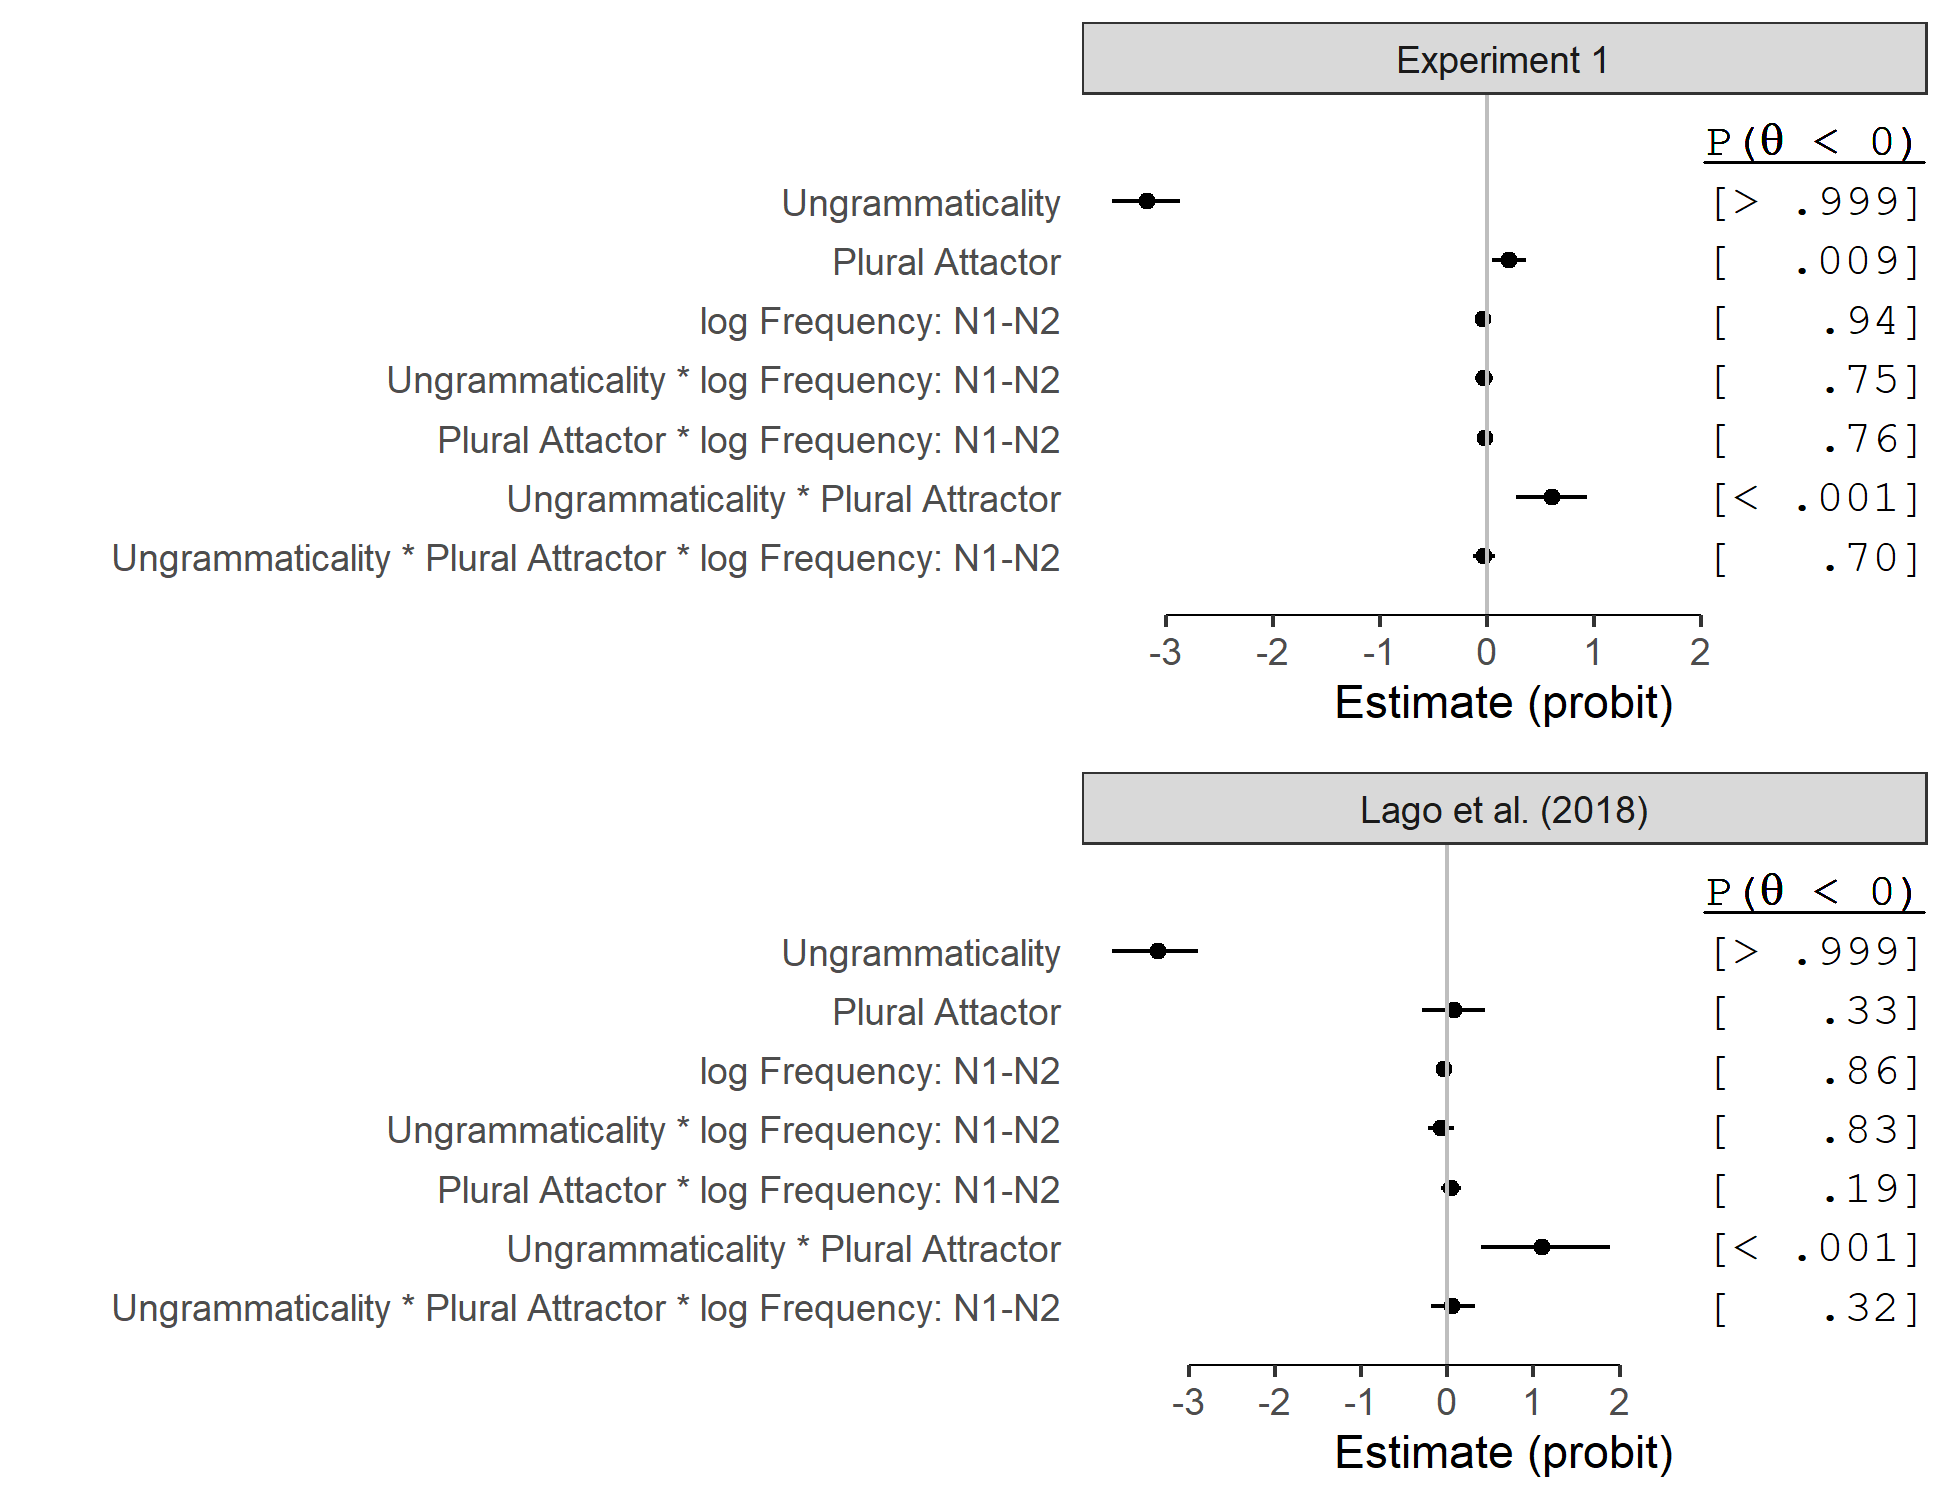 Experiment 1
P(θ < 0)
Ungrammaticality [> .999]
Plural Attactor [ .009]
log Frequency: N1-N2 [ .94]
Ungrammaticality * log Frequency: N1-N2 [ .75]
Plural Attactor * log Frequency: N1-N2 [ .76]
Ungrammaticality * Plural Attractor [< .001]
Ungrammaticality * Plural Attractor * log Frequency: N1-N2 [ .70]
-3 -2 -1 0 1 2
Estimate (probit)
Lago et al. (2018)
P(θ < 0)
Ungrammaticality [> .999]
Plural Attactor [ .33]
log Frequency: N1-N2 [ .86]
Ungrammaticality * log Frequency: N1-N2 [ .83]
Plural Attactor * log Frequency: N1-N2 [ .19]
Ungrammaticality * Plural Attractor [< .001]
Ungrammaticality * Plural Attractor * log Frequency: N1-N2 [ .32]
-3 -2 -1 0 1 2
Estimate (probit)